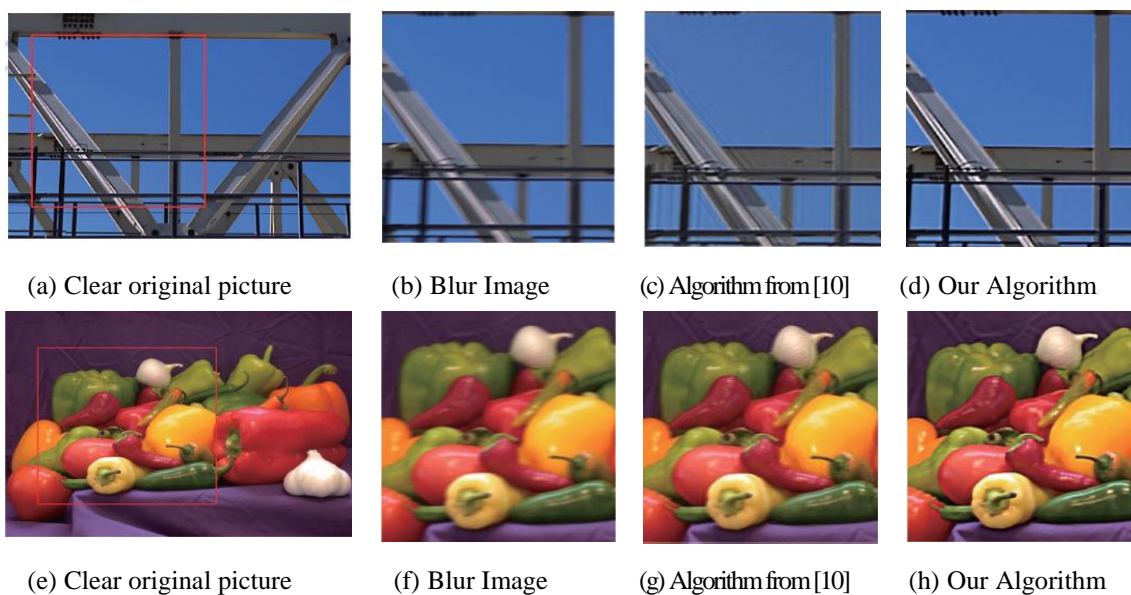 (a) Clear original picture (b) Blur Image (c) Algorithm from [10] (d) Our Algorithm
(e) Clear original picture (f) Blur Image (g) Algorithm from [10] (h) Our Algorithm